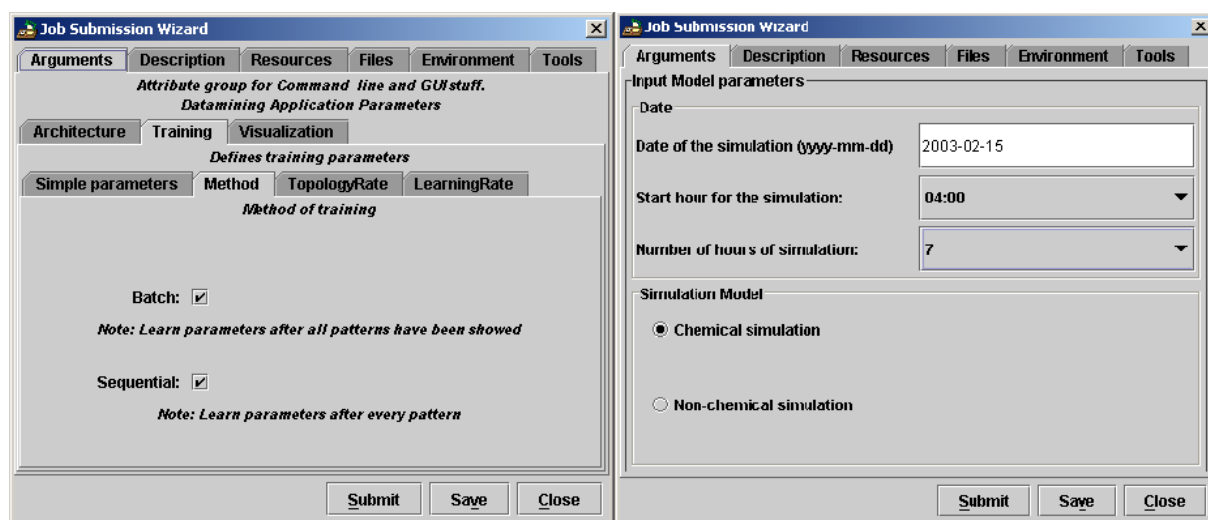 Job Submission Wizard
Arguments Description Resources Files Environment Tools
Attribute group for Command line and GUI stuff.
Datamining Application Parameters
Architecture Training Visualization
Defines training parameters
Simple parameters Method TopologyRate LearningRate
Method of training
Batch:
Note: Learn parameters after all patterns have been showed
Sequential:
Note: Learn parameters after every pattern
Submit Save Close
Job Submission Wizard
Arguments Description Resources Files Environment Tools
Input Model parameters
Date
Date of the simulation (yyyy-mm-dd) 2003-02-15
Start hour for the simulation: 04:00
Number of hours of simulation: 7
Simulation Model
Chemical simulation
Non-chemical simulation
Submit Save Close